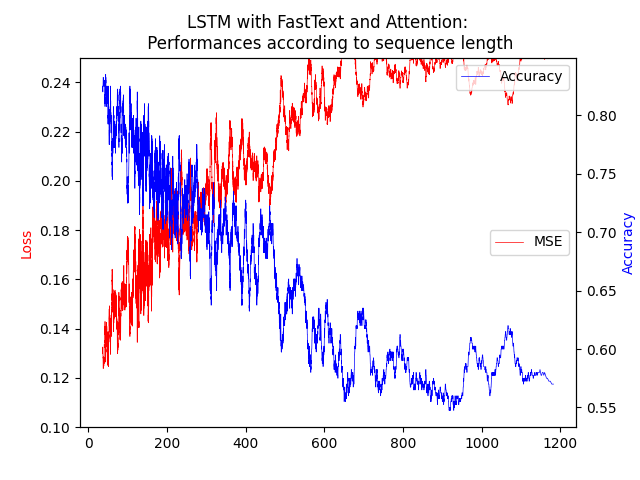 LSTM with FastText and Attention:
Performances according to sequence length
Accuracy
MSE
Loss
Accuracy
0.24
0.22
0.20
0.18
0.16
0.14
0.12
0.10
0.80
0.75
0.70
0.65
0.60
0.55
0 200 400 600 800 1000 1200